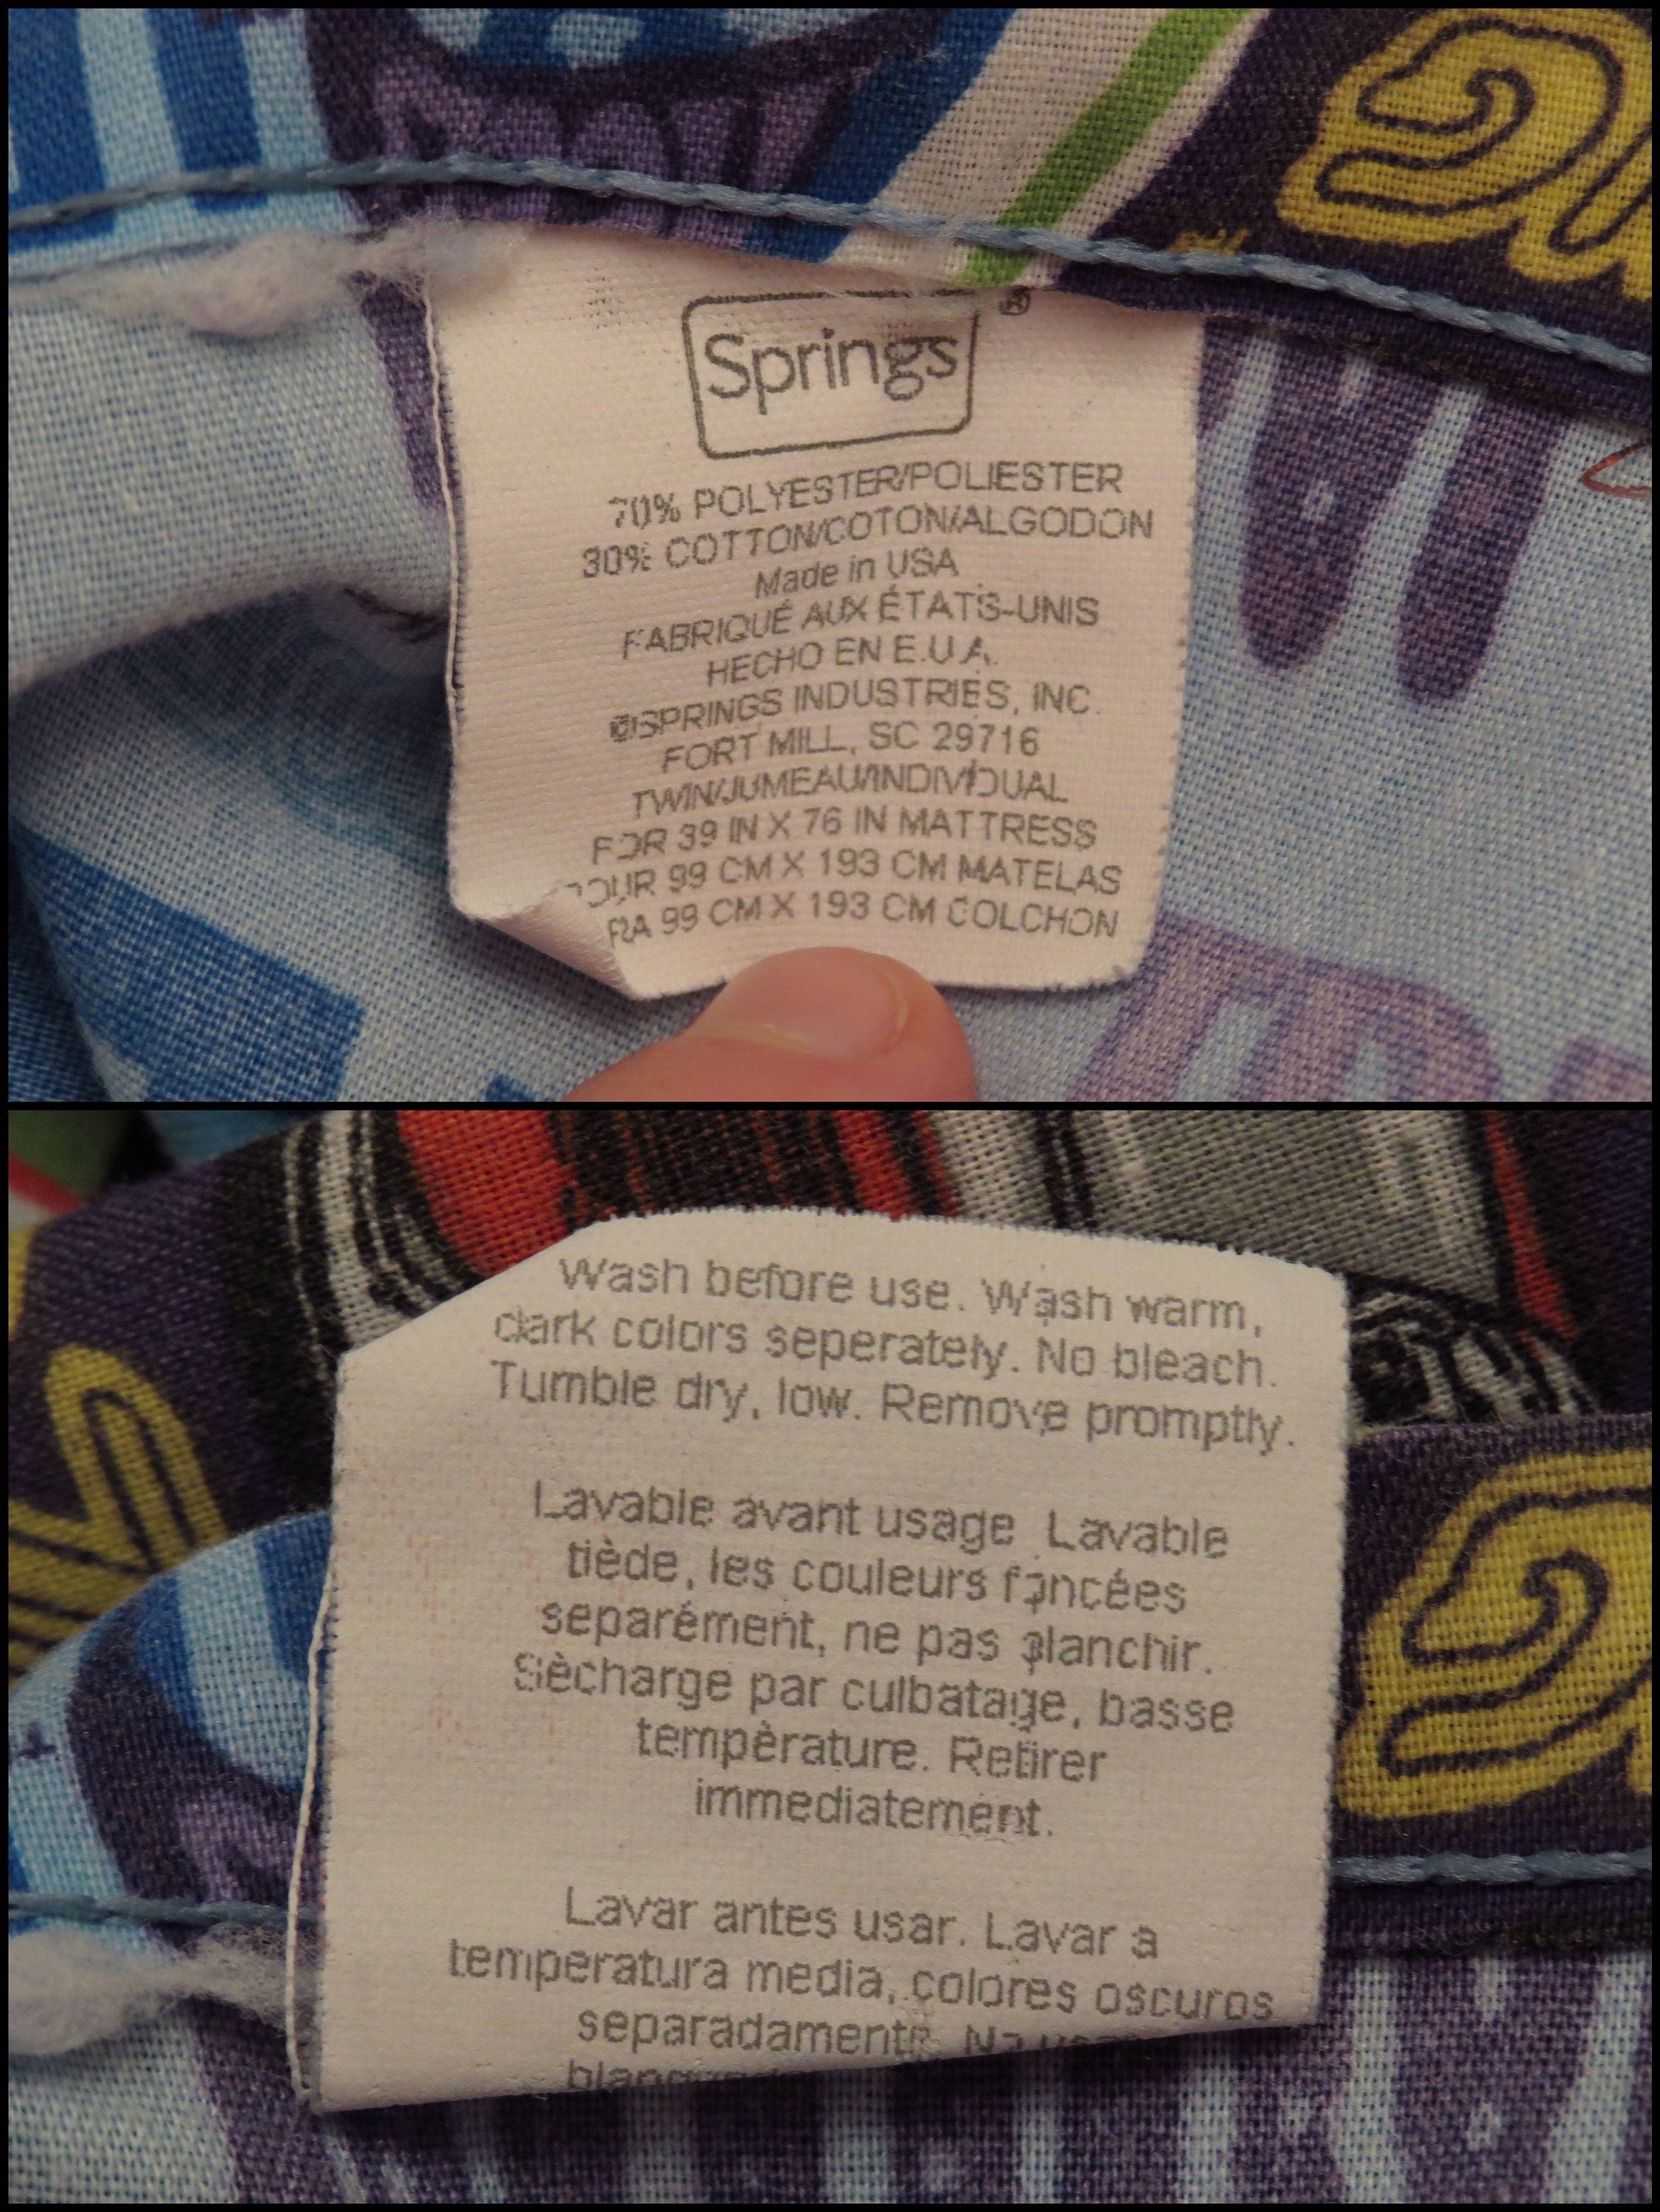 Springs®
70% POLYESTER/POLIESTER
30% COTTON/COTON/ALGODON
Made in USA
FABRIQUÉ AUX ÉTATS-UNIS
HECHO EN E.U.A.
©SPRINGS INDUSTRIES, INC.
FORT MILL, SC 29716
TWIN/JUMEAU/INDIVIDUAL
FOR 39 IN X 76 IN MATTRESS
POUR 99 CM X 193 CM MATELAS
RA 99 CM X 193 CM COLCHON
Wash before use. Wash warm,
dark colors seperately. No bleach.
Tumble dry, low. Remove promptly.
Lavable avant usage. Lavable
tiède, les couleurs foncées
separément, ne pas blanchir.
Sècharge par culbatage, basse
tempèrature. Retirer
immediatement.
Lavar antes usar. Lavar a
temperatura media, colores oscuros
separadamente. No